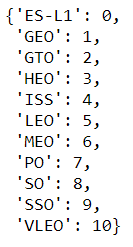 {'ES-L1': 0,
'GEO': 1,
'GTO': 2,
'HEO': 3,
'ISS': 4,
'LEO': 5,
'MEO': 6,
'PO': 7,
'SO': 8,
'SSO': 9,
'VLEO': 10}